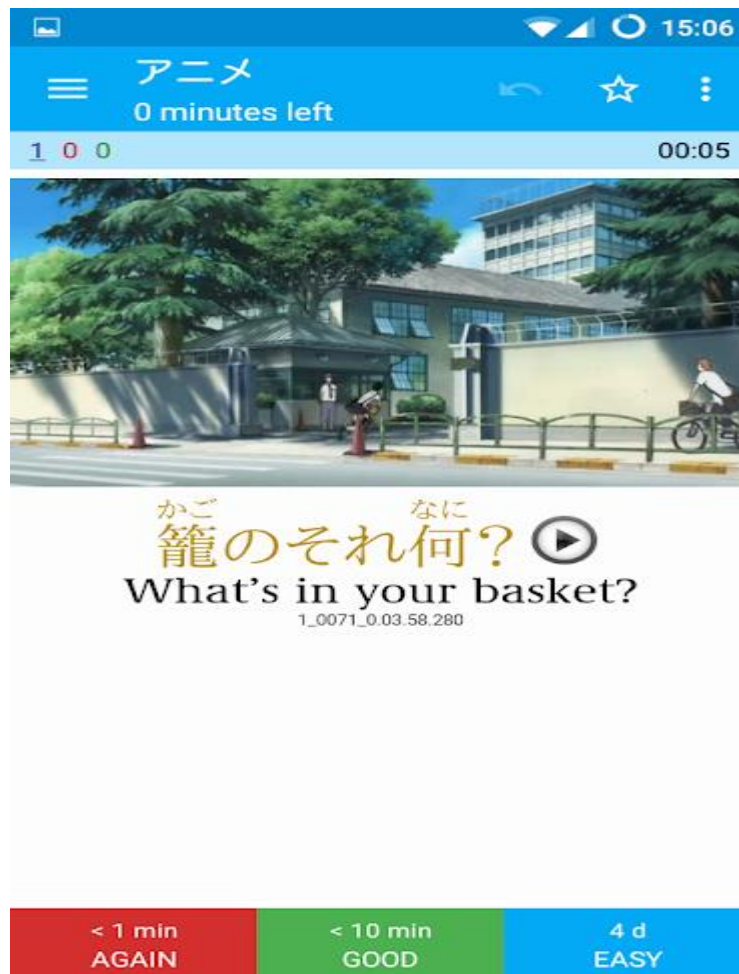 15:06
アニメ
0 minutes left
1 0 0
00:05
かご なに
籠のそれ何？
What's in your basket?
1_0071_0.03.58.280
< 1 min
AGAIN
< 10 min
GOOD
4 d
EASY